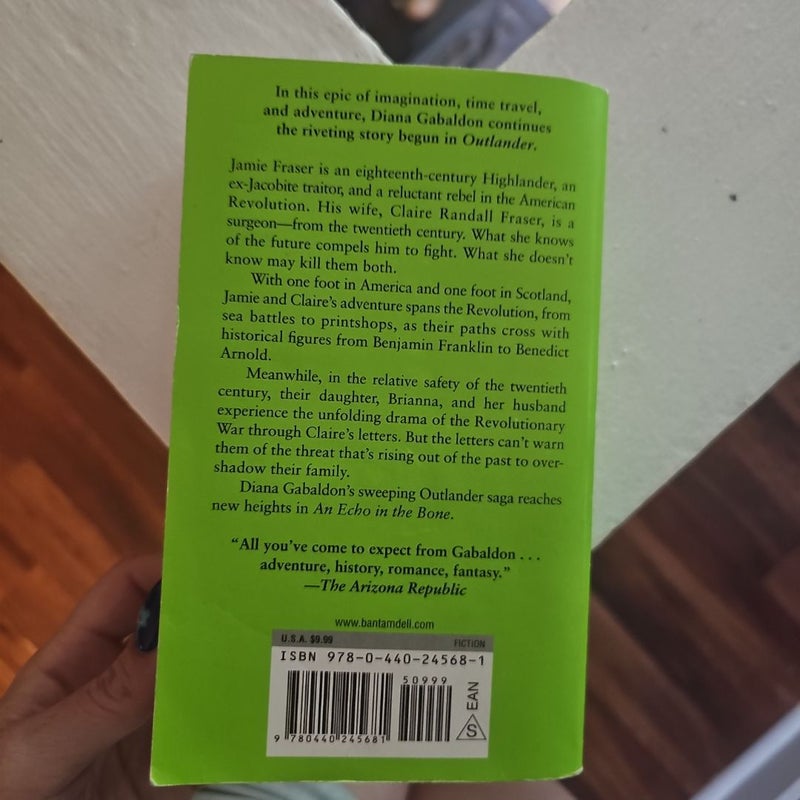 In this epic of imagination, time travel,
and adventure, Diana Gabaldon continues
the riveting story begun in Outlander.
Jamie Fraser is an eighteenth-century Highlander, an
ex-Jacobite traitor, and a reluctant rebel in the American
Revolution. His wife, Claire Randall Fraser, is a
surgeon—from the twentieth century. What she knows
of the future compels him to fight. What she doesn't
know may kill them both.
With one foot in America and one foot in Scotland,
Jamie and Claire's adventure spans the Revolution, from
sea battles to printshops, as their paths cross with
historical figures from Benjamin Franklin to Benedict
Arnold.
Meanwhile, in the relative safety of the twentieth
century, their daughter, Brianna, and her husband
experience the unfolding drama of the Revolutionary
War through Claire's letters. But the letters can't warn
them of the threat that's rising out of the past to over-
shadow their family.
Diana Gabaldon's sweeping Outlander saga reaches
new heights in An Echo in the Bone.
"All you've come to expect from Gabaldon . . .
adventure, history, romance, fantasy."
—The Arizona Republic
www.bantamdell.com
U.S.A. $9.99 FICTION
ISBN 978-0-440-24568-1
50999
9 780440 245681
S EAN